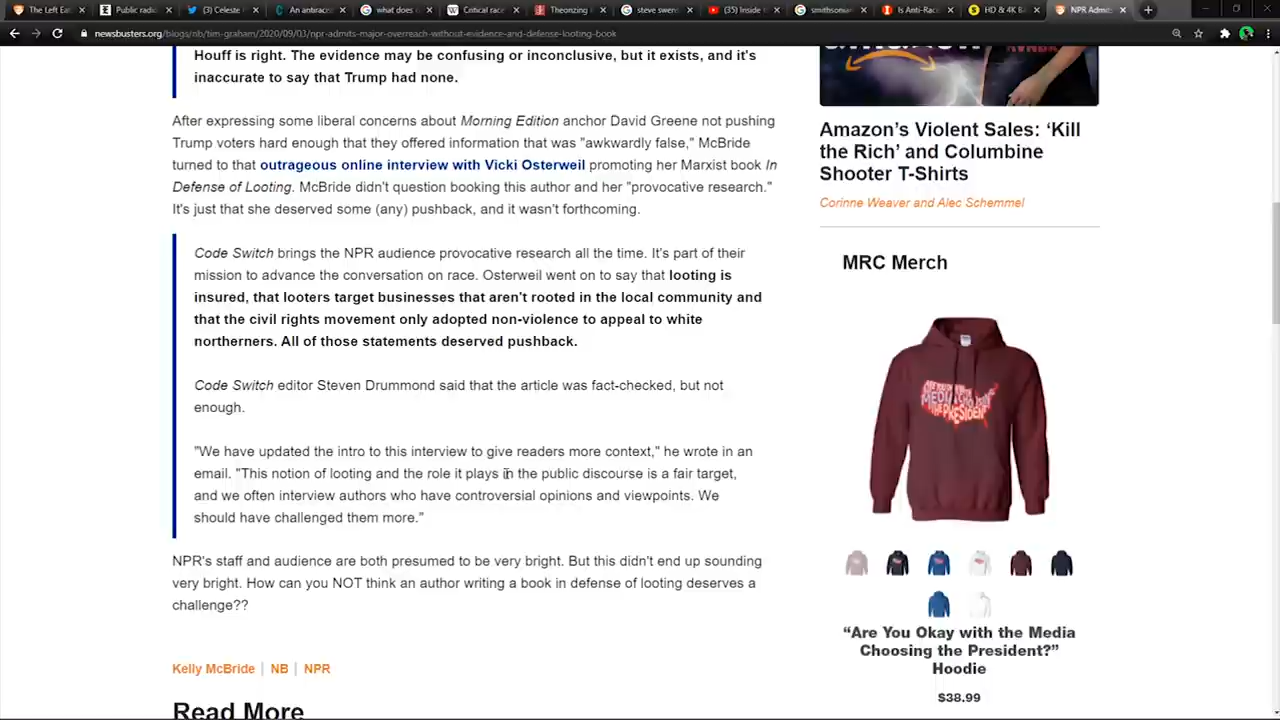 The Left Eat
Public radio
(3) Celeste
An antiracis
what does
Critical race
Theonzing
steve swens
(35) Inside t
smithsonian
Is Anti-Rac
HD & 4K B
NPR Admits
newsbusters.org/blogs/nb/tim-graham/2020/09/03/npr-admits-major-overreach-without-evidence-and-defense-looting-book
Houff is right. The evidence may be confusing or inconclusive, but it exists, and it's
inaccurate to say that Trump had none.
After expressing some liberal concerns about Morning Edition anchor David Greene not pushing
Trump voters hard enough that they offered information that was "awkwardly false," McBride
turned to that outrageous online interview with Vicki Osterweil promoting her Marxist book In
Defense of Looting. McBride didn't question booking this author and her "provocative research."
It's just that she deserved some (any) pushback, and it wasn't forthcoming.
Code Switch brings the NPR audience provocative research all the time. It's part of their
mission to advance the conversation on race. Osterweil went on to say that looting is
insured, that looters target businesses that aren't rooted in the local community and
that the civil rights movement only adopted non-violence to appeal to white
northerners. All of those statements deserved pushback.
Code Switch editor Steven Drummond said that the article was fact-checked, but not
enough.
"We have updated the intro to this interview to give readers more context," he wrote in an
email. "This notion of looting and the role it plays in the public discourse is a fair target,
and we often interview authors who have controversial opinions and viewpoints. We
should have challenged them more."
NPR's staff and audience are both presumed to be very bright. But this didn't end up sounding
very bright. How can you NOT think an author writing a book in defense of looting deserves a
challenge??
Kelly McBride | NB | NPR
Read More
Amazon's Violent Sales: 'Kill
the Rich' and Columbine
Shooter T-Shirts
Corinne Weaver and Alec Schemmel
MRC Merch
ARE YOU OKAY WITH THE
MEDIA CHOOSING
THE PRESIDENT
"Are You Okay with the Media
Choosing the President?"
Hoodie
$38.99